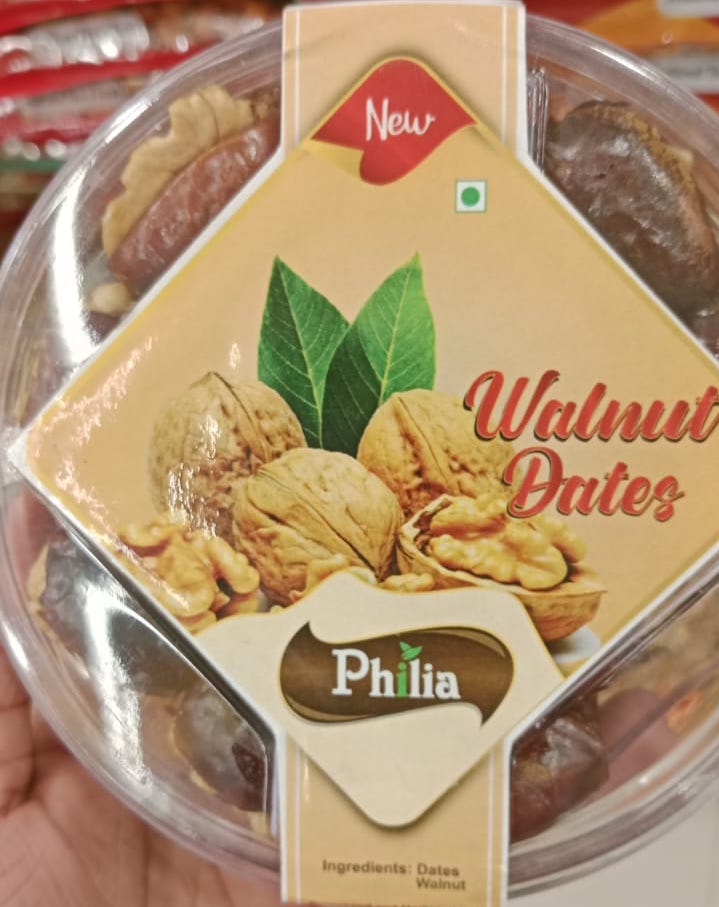 New
Walnut
Dates
Philia
Ingredients: Dates
Walnut